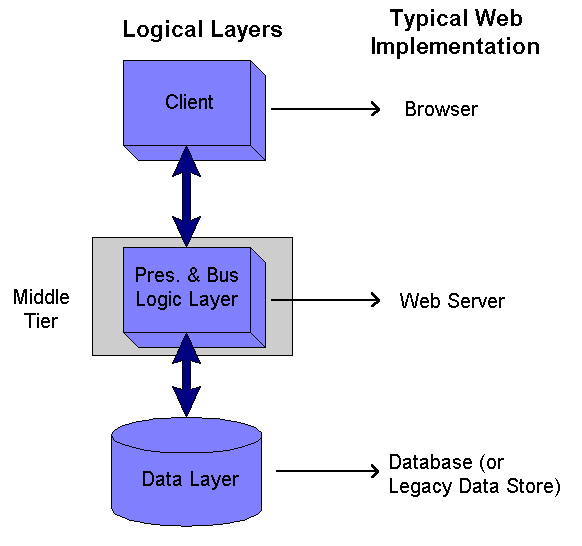 Logical Layers
Typical Web
Implementation
Client
Browser
Middle
Tier
Pres. & Bus
Logic Layer
Web Server
Data Layer
Database (or
Legacy Data Store)